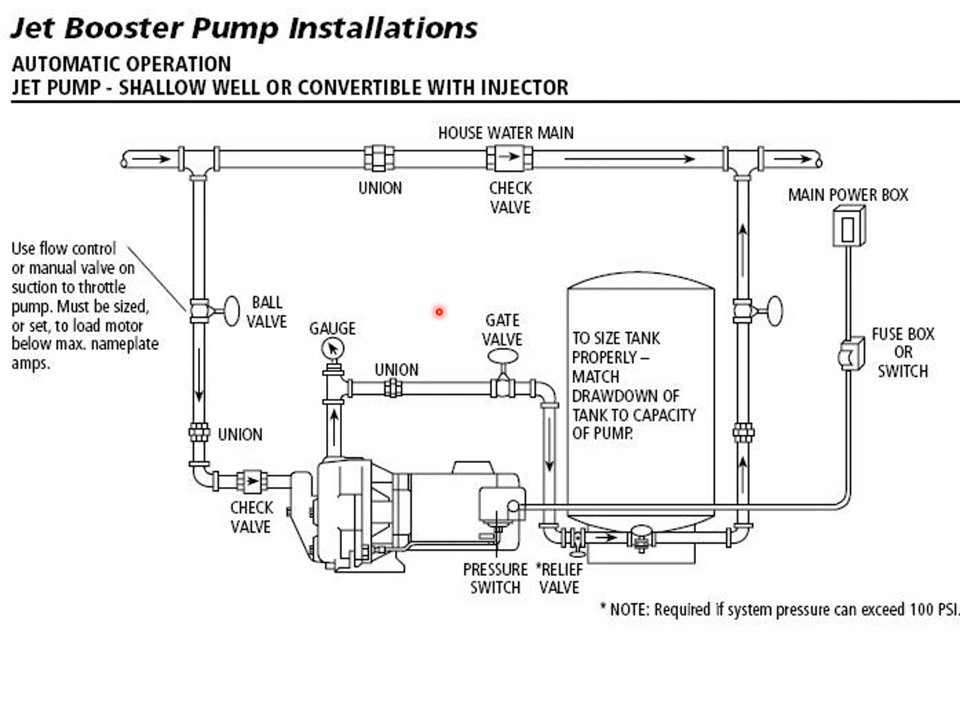 Jet Booster Pump Installations
AUTOMATIC OPERATION
JET PUMP - SHALLOW WELL OR CONVERTIBLE WITH INJECTOR
HOUSE WATER MAIN
UNION
CHECK
VALVE
MAIN POWER BOX
Use flow control
or manual valve on
suction to throttle
pump. Must be sized,
or set, to load motor
below max. nameplate
amps.
BALL
VALVE
GAUGE
UNION
GATE
VALVE
TO SIZE TANK
PROPERLY –
MATCH
DRAWDOWN OF
TANK TO CAPACITY
OF PUMP.
FUSE BOX
OR
SWITCH
UNION
CHECK
VALVE
PRESSURE
SWITCH
*RELIEF
VALVE
* NOTE: Required if system pressure can exceed 100 PSI.